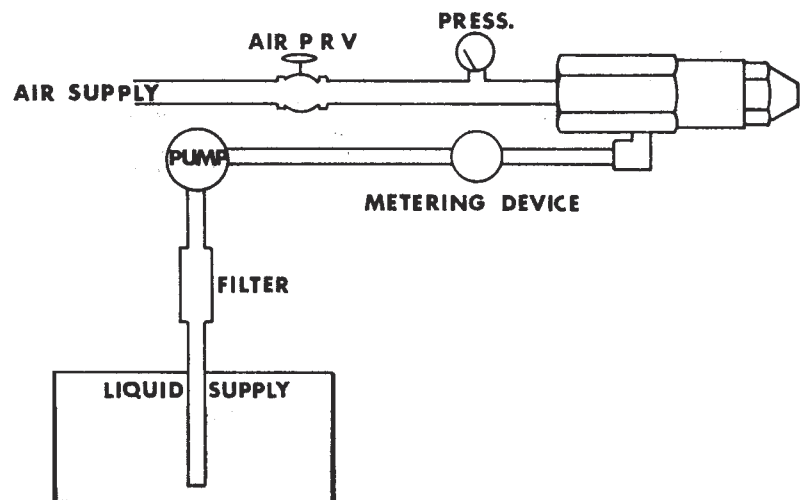 PRESS.
AIR P R V
AIR SUPPLY
PUMP
METERING DEVICE
FILTER
LIQUID SUPPLY